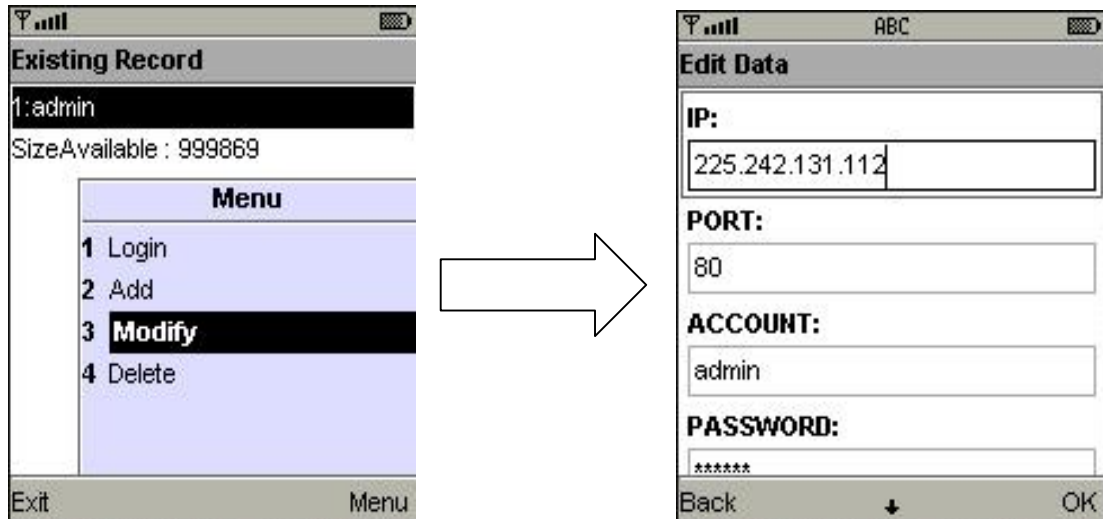 Existing Record
1:admin
SizeAvailable : 999869
Menu
1 Login
2 Add
3 Modify
4 Delete
Exit Menu
ABC
Edit Data
IP:
225.242.131.112
PORT:
80
ACCOUNT:
admin
PASSWORD:
******
Back OK